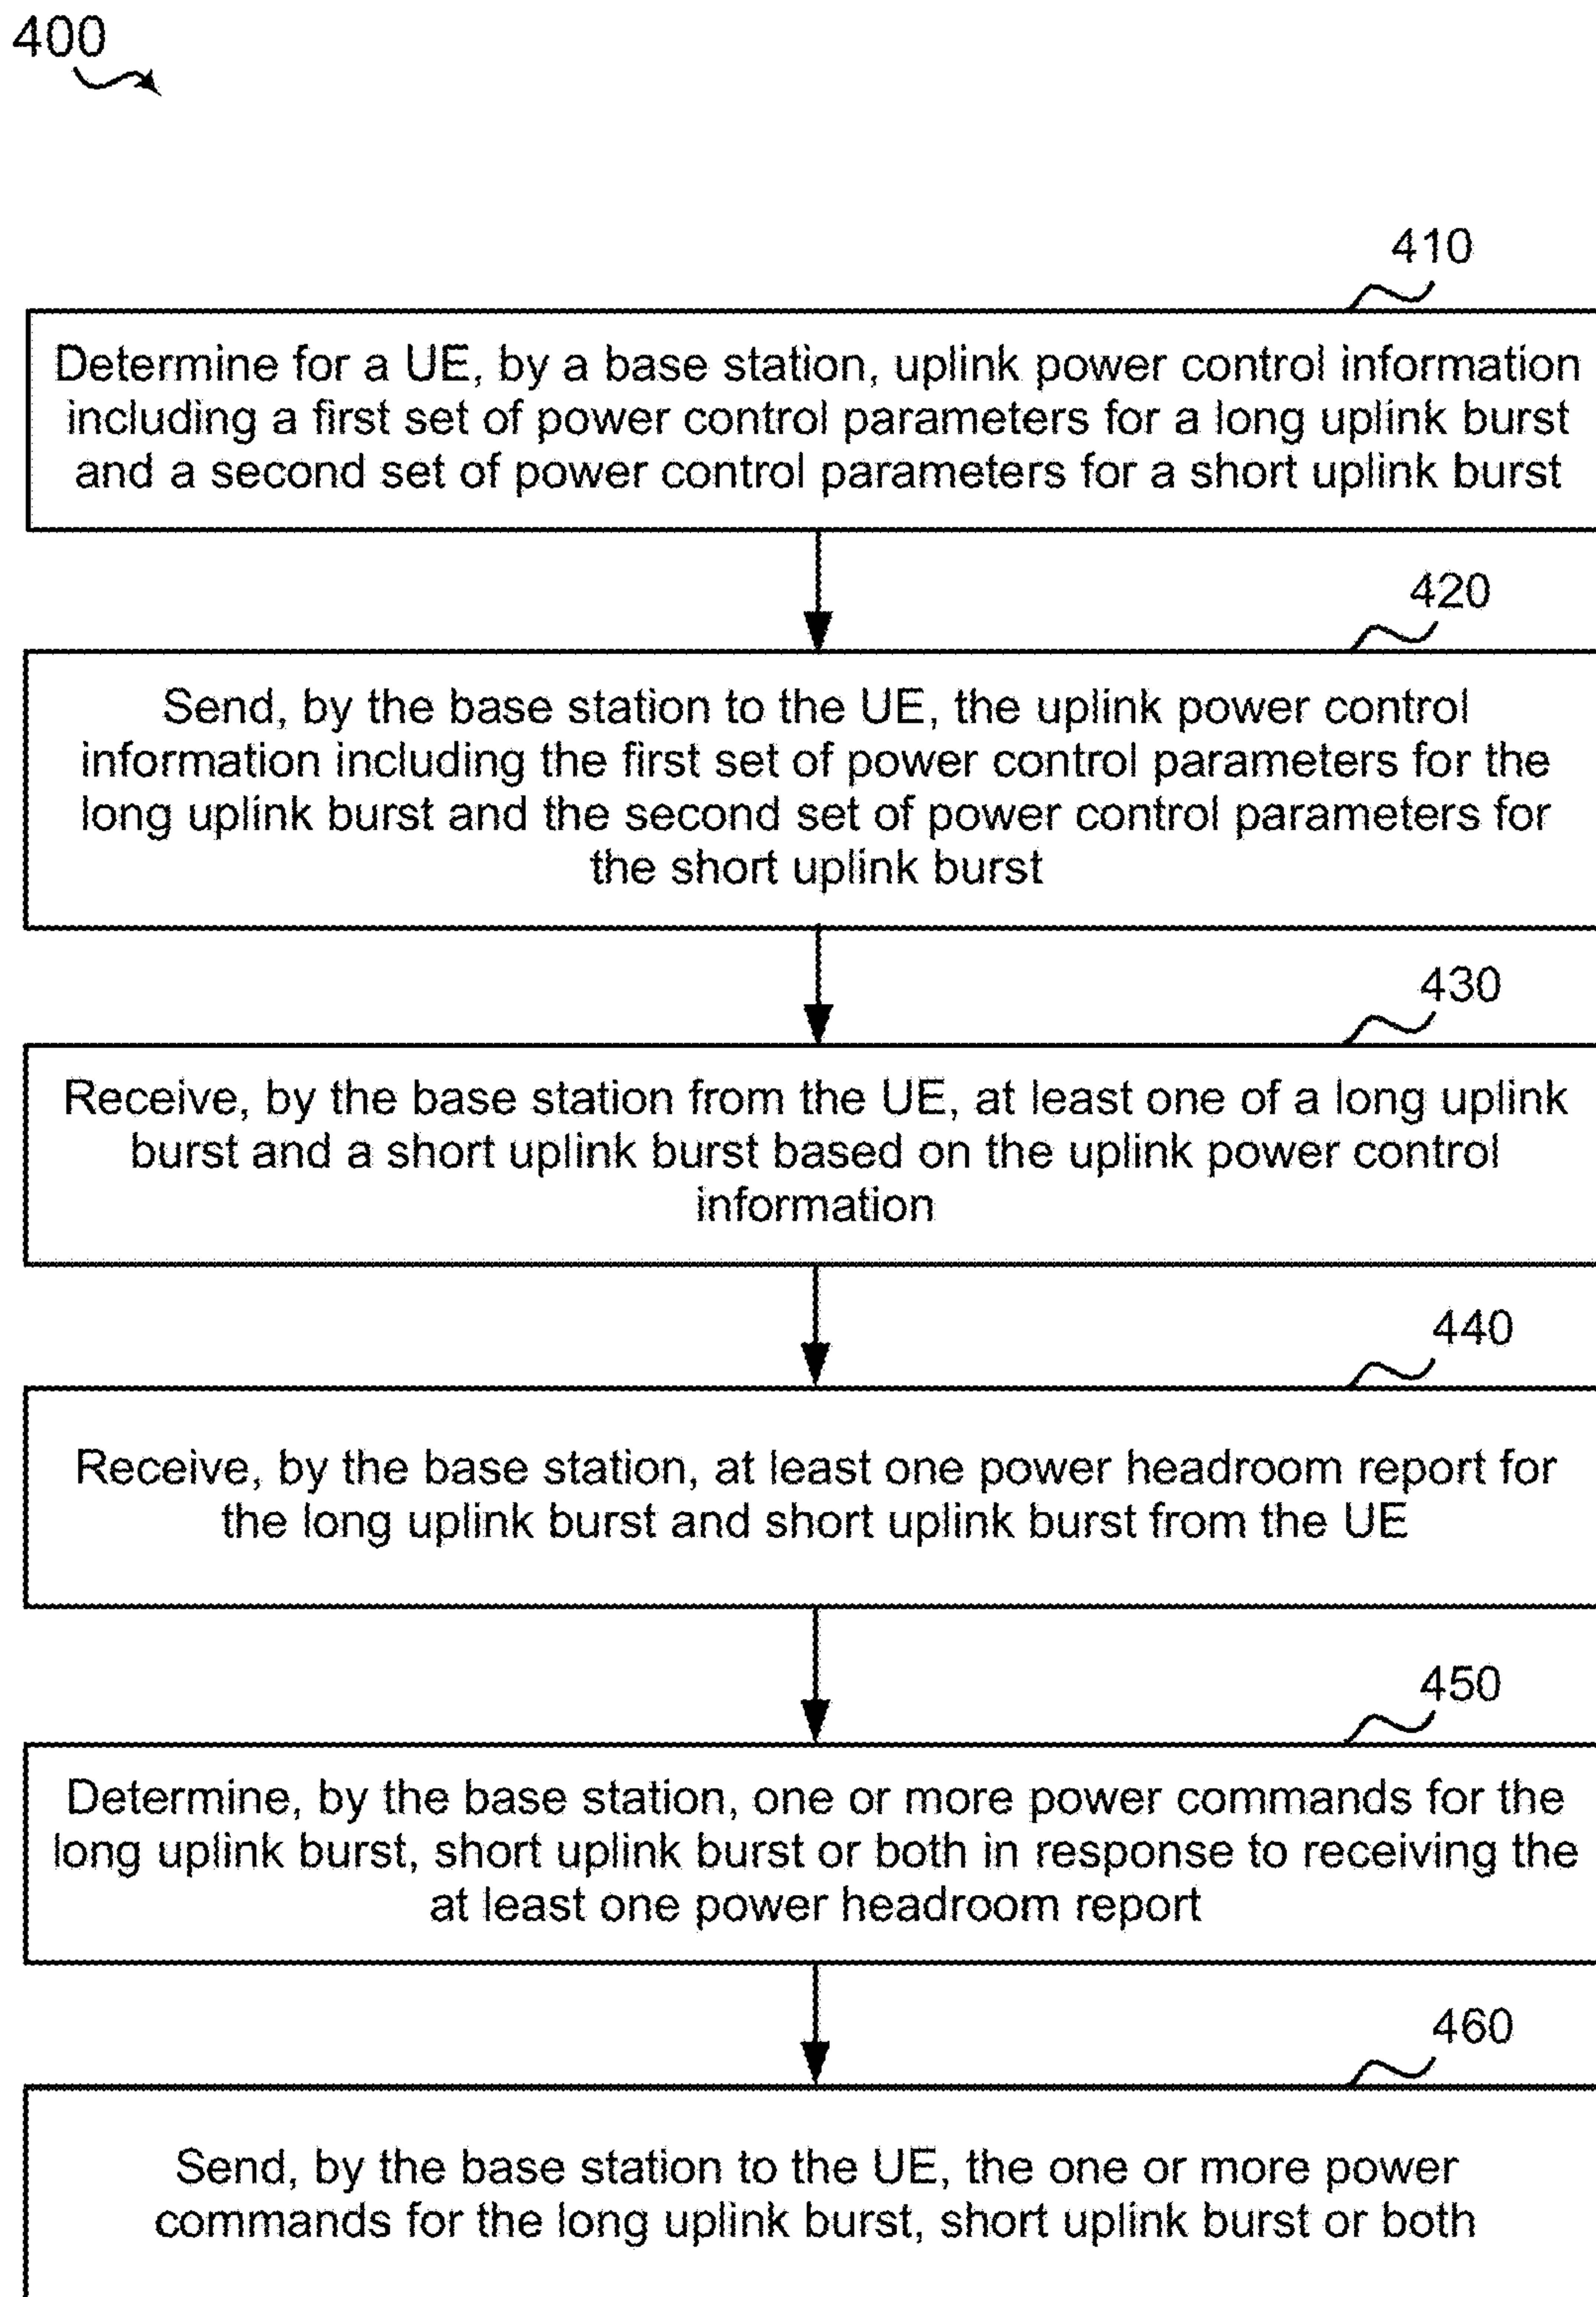 400
410
Determine for a UE, by a base station, uplink power control information
including a first set of power control parameters for a long uplink burst
and a second set of power control parameters for a short uplink burst
420
Send, by the base station to the UE, the uplink power control
information including the first set of power control parameters for the
long uplink burst and the second set of power control parameters for
the short uplink burst
430
Receive, by the base station from the UE, at least one of a long uplink
burst and a short uplink burst based on the uplink power control
information
440
Receive, by the base station, at least one power headroom report for
the long uplink burst and short uplink burst from the UE
450
Determine, by the base station, one or more power commands for the
long uplink burst, short uplink burst or both in response to receiving the
at least one power headroom report
460
Send, by the base station to the UE, the one or more power
commands for the long uplink burst, short uplink burst or both